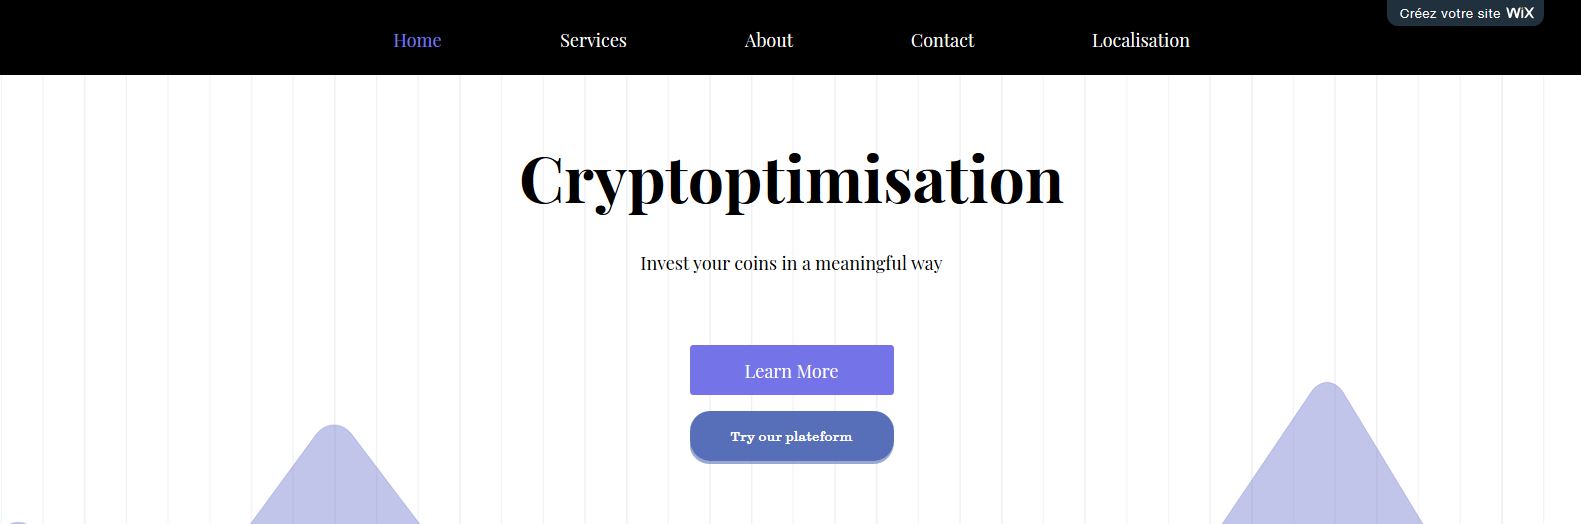 Créez votre site WiX
Home Services About Contact Localisation
Cryptoptimisation
Invest your coins in a meaningful way
Learn More
Try our plateform